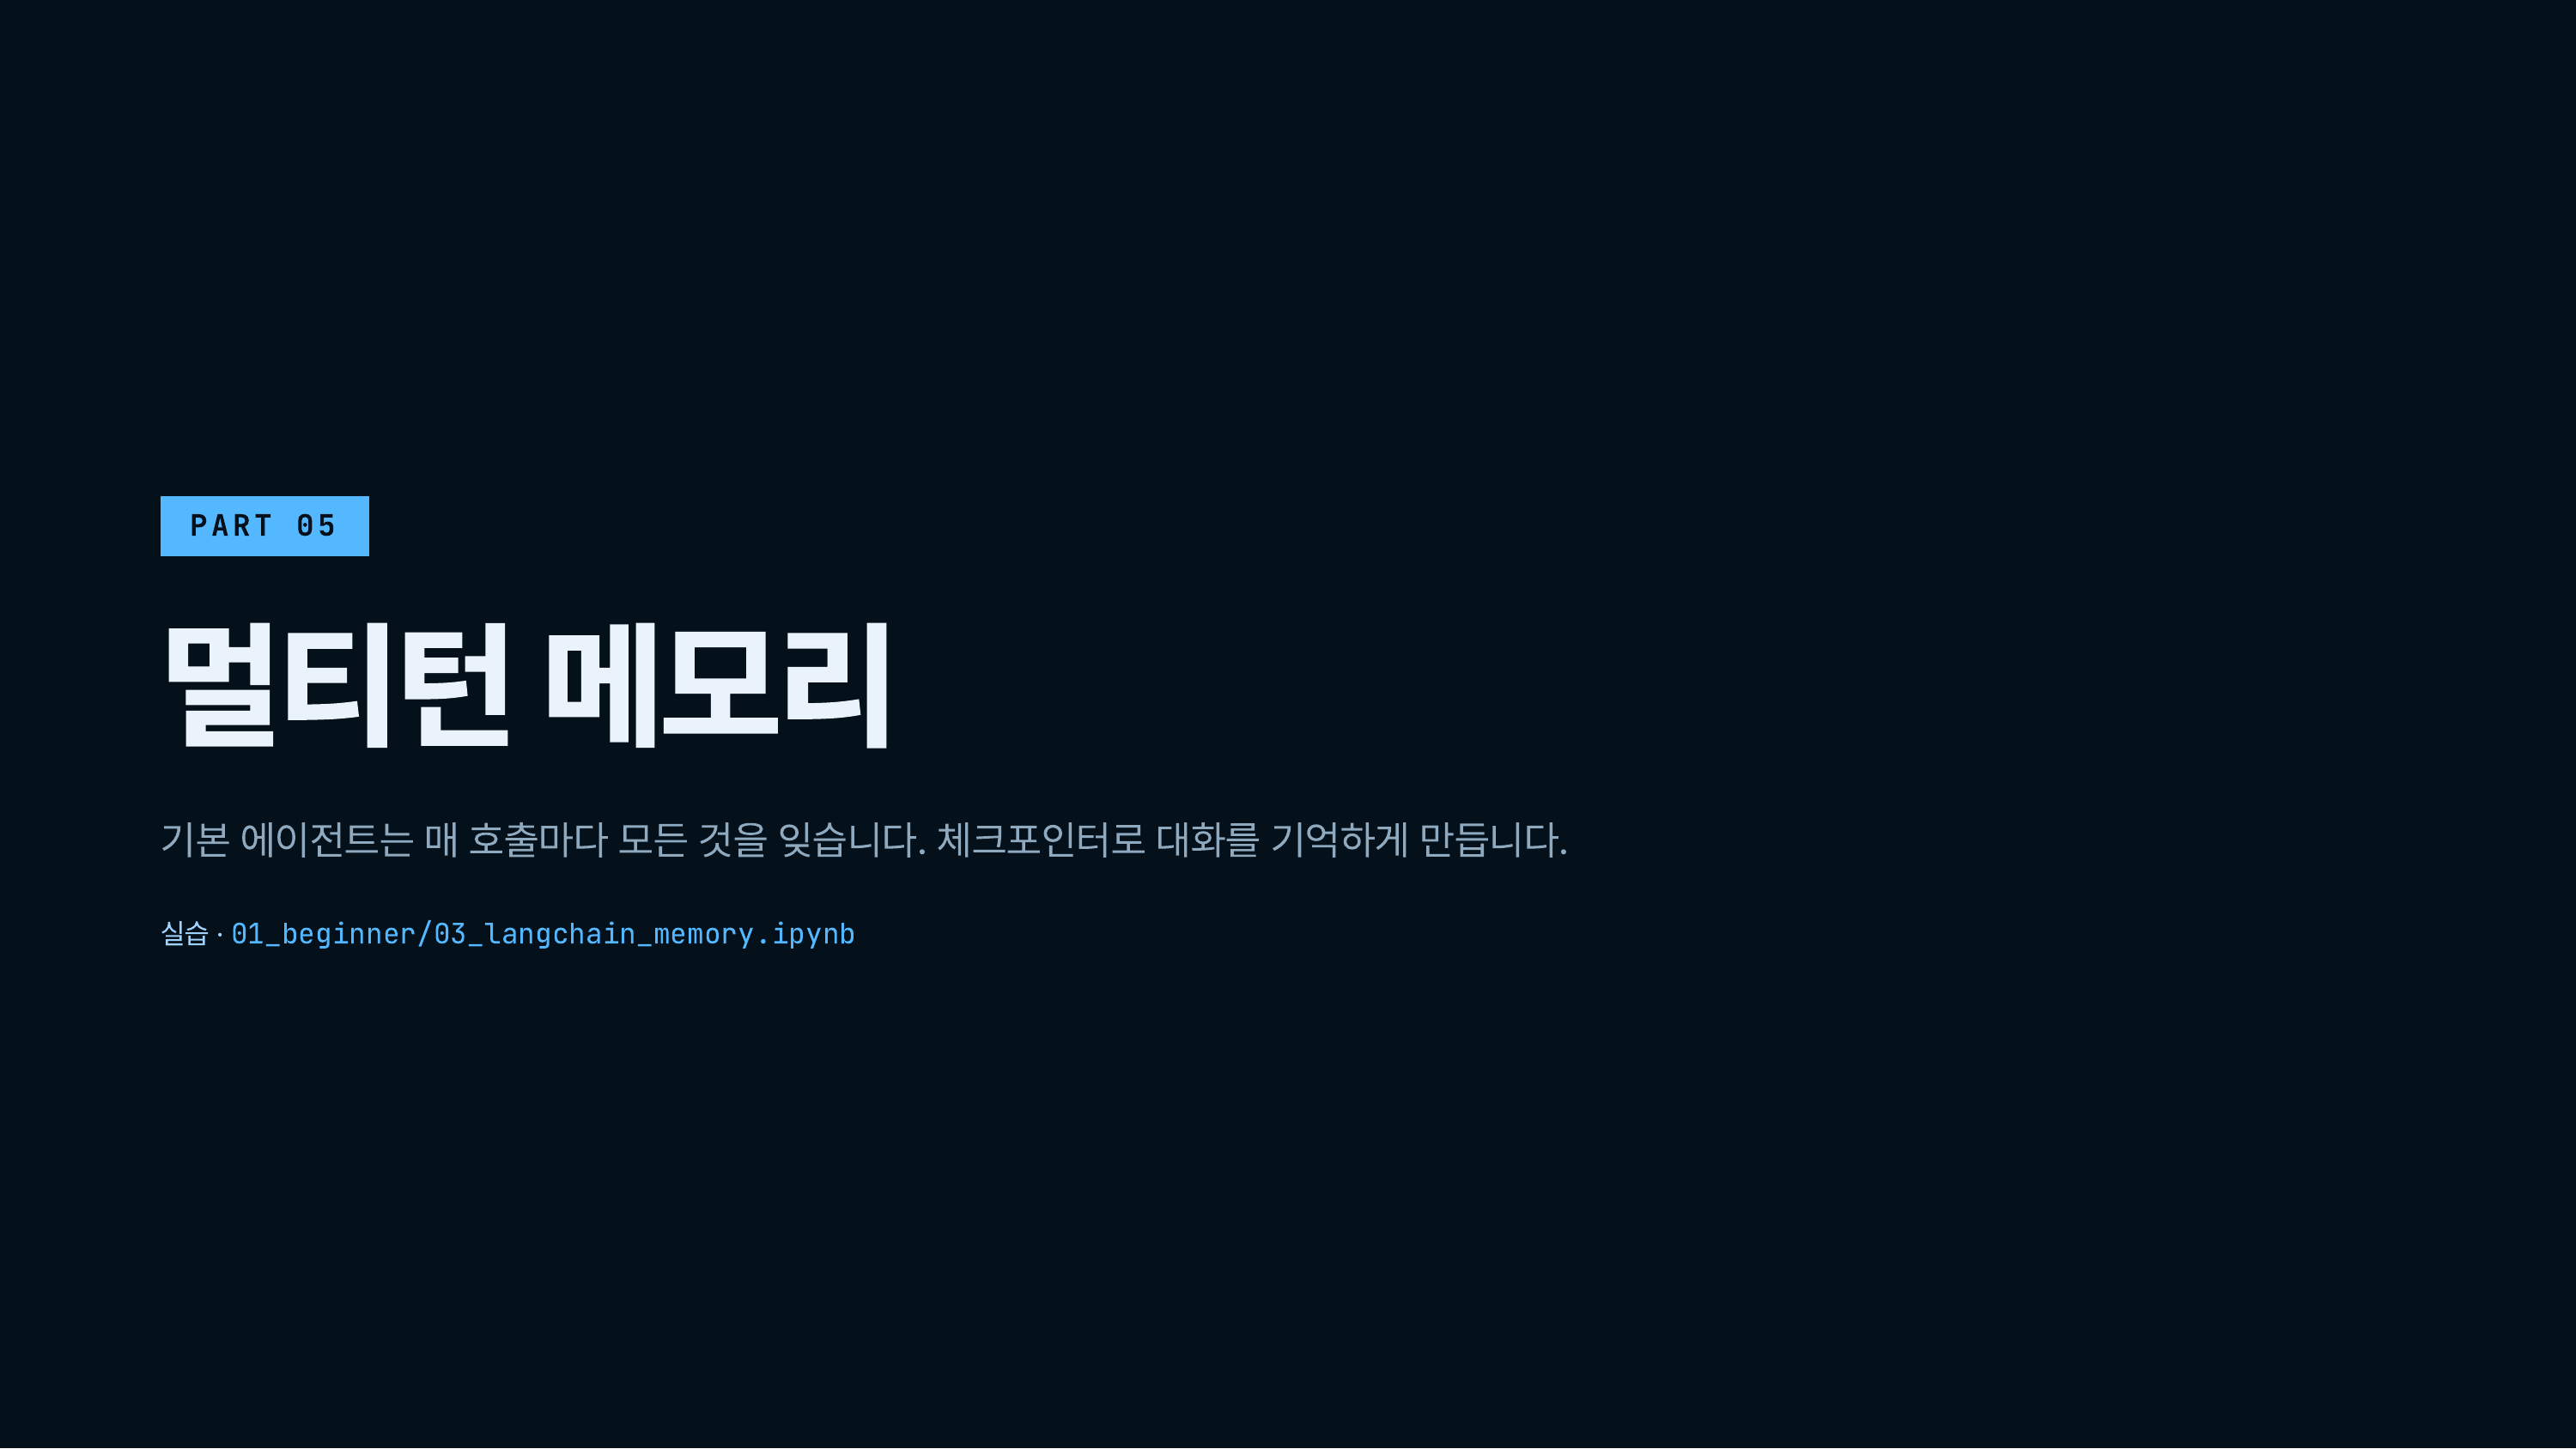 PART 05
멀티턴 메모리
기본 에이전트는 매 호출마다 모든 것을 잊습니다. 체크포인터로 대화를 기억하게 만듭니다.
실습 · 01_beginner/03_langchain_memory.ipynb